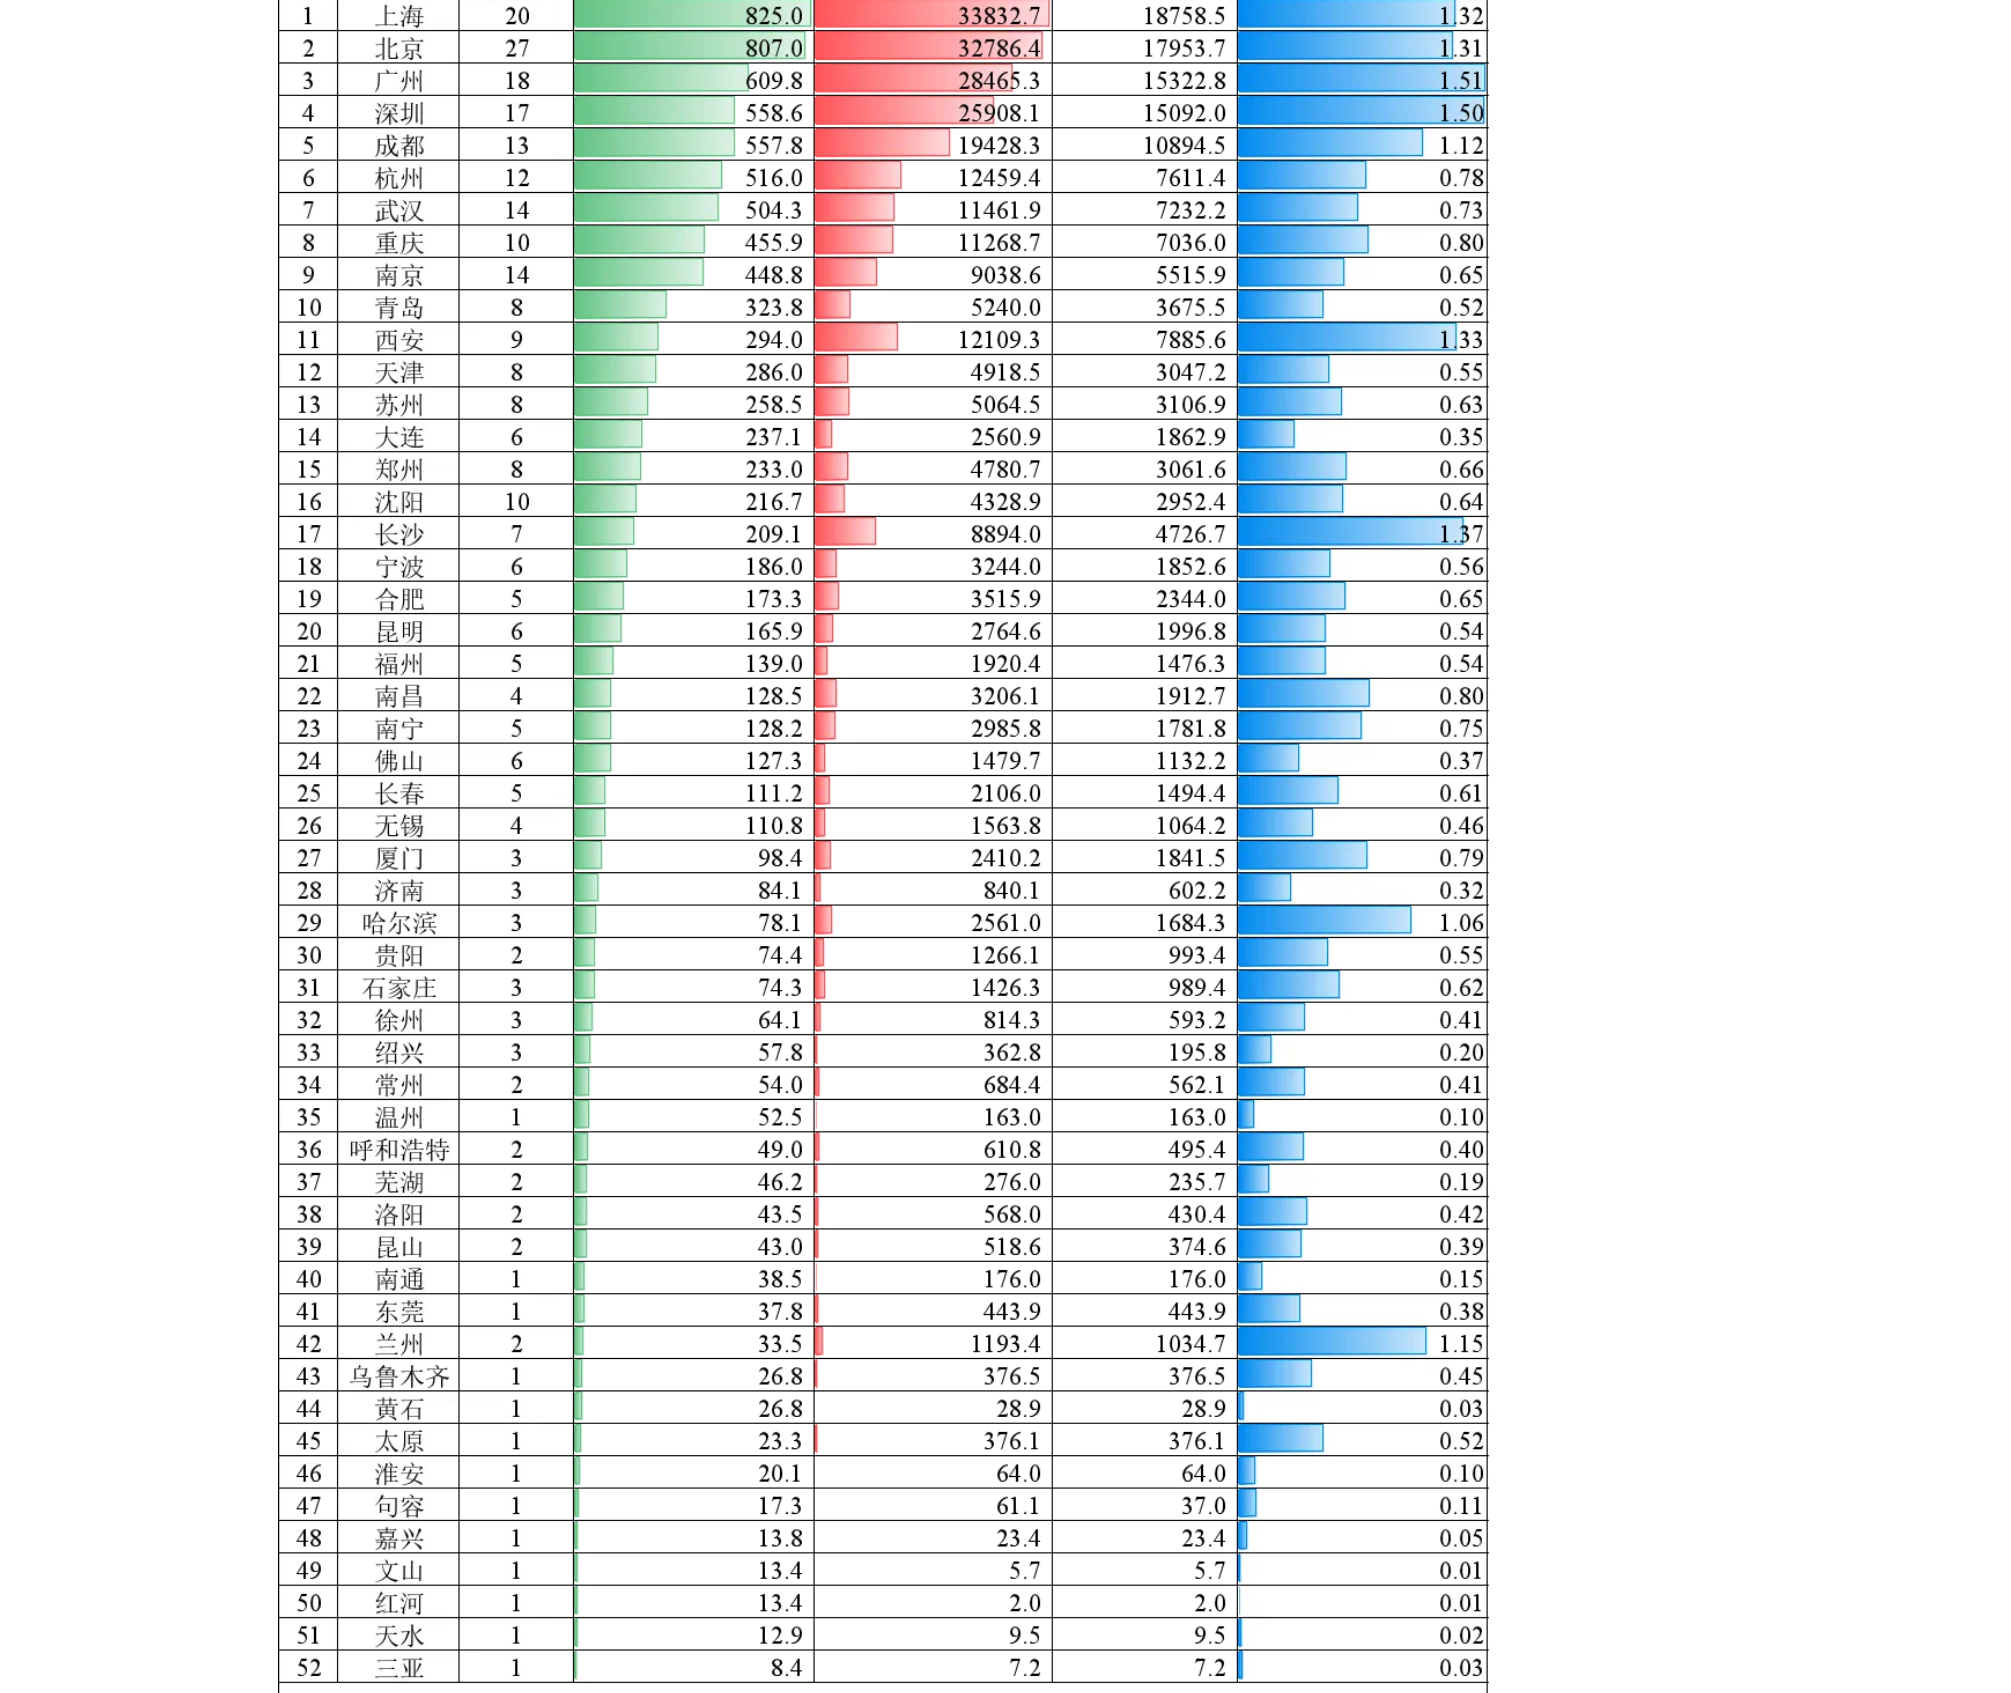 1 上海 20 825.0 33832.7 18758.5 1.32
2 北京 27 807.0 32786.4 17953.7 1.31
3 广州 18 609.8 28465.3 15322.8 1.51
4 深圳 17 558.6 25908.1 15092.0 1.50
5 成都 13 557.8 19428.3 10894.5 1.12
6 杭州 12 516.0 12459.4 7611.4 0.78
7 武汉 14 504.3 11461.9 7232.2 0.73
8 重庆 10 455.9 11268.7 7036.0 0.80
9 南京 14 448.8 9038.6 5515.9 0.65
10 青岛 8 323.8 5240.0 3675.5 0.52
11 西安 9 294.0 12109.3 7885.6 1.33
12 天津 8 286.0 4918.5 3047.2 0.55
13 苏州 8 258.5 5064.5 3106.9 0.63
14 大连 6 237.1 2560.9 1862.9 0.35
15 郑州 8 233.0 4780.7 3061.6 0.66
16 沈阳 10 216.7 4328.9 2952.4 0.64
17 长沙 7 209.1 8894.0 4726.7 1.37
18 宁波 6 186.0 3244.0 1852.6 0.56
19 合肥 5 173.3 3515.9 2344.0 0.65
20 昆明 6 165.9 2764.6 1996.8 0.54
21 福州 5 139.0 1920.4 1476.3 0.54
22 南昌 4 128.5 3206.1 1912.7 0.80
23 南宁 5 128.2 2985.8 1781.8 0.75
24 佛山 6 127.3 1479.7 1132.2 0.37
25 长春 5 111.2 2106.0 1494.4 0.61
26 无锡 4 110.8 1563.8 1064.2 0.46
27 厦门 3 98.4 2410.2 1841.5 0.79
28 济南 3 84.1 840.1 602.2 0.32
29 哈尔滨 3 78.1 2561.0 1684.3 1.06
30 贵阳 2 74.4 1266.1 993.4 0.55
31 石家庄 3 74.3 1426.3 989.4 0.62
32 徐州 3 64.1 814.3 593.2 0.41
33 绍兴 3 57.8 362.8 195.8 0.20
34 常州 2 54.0 684.4 562.1 0.41
35 温州 1 52.5 163.0 163.0 0.10
36 呼和浩特 2 49.0 610.8 495.4 0.40
37 芜湖 2 46.2 276.0 235.7 0.19
38 洛阳 2 43.5 568.0 430.4 0.42
39 昆山 2 43.0 518.6 374.6 0.39
40 南通 1 38.5 176.0 176.0 0.15
41 东莞 1 37.8 443.9 443.9 0.38
42 兰州 2 33.5 1193.4 1034.7 1.15
43 乌鲁木齐 1 26.8 376.5 376.5 0.45
44 黄石 1 26.8 28.9 28.9 0.03
45 太原 1 23.3 376.1 376.1 0.52
46 淮安 1 20.1 64.0 64.0 0.10
47 句容 1 17.3 61.1 37.0 0.11
48 嘉兴 1 13.8 23.4 23.4 0.05
49 文山 1 13.4 5.7 5.7 0.01
50 红河 1 13.4 2.0 2.0 0.01
51 天水 1 12.9 9.5 9.5 0.02
52 三亚 1 8.4 7.2 7.2 0.03